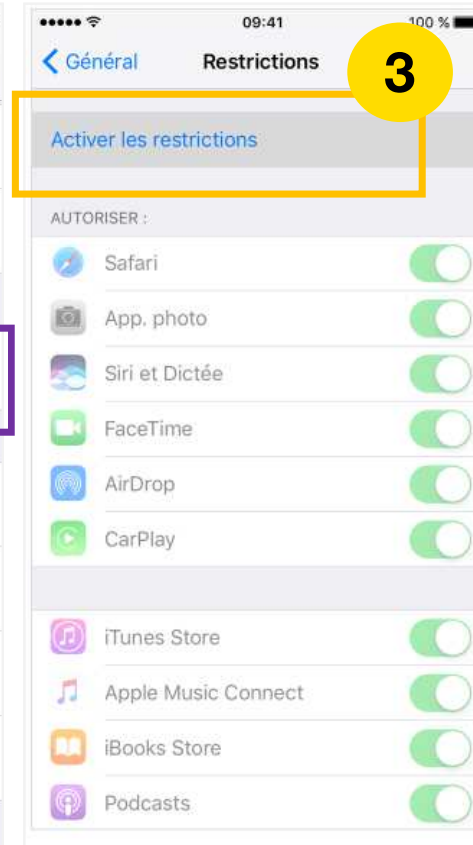 09:41
100 %
Général
Restrictions
3
Activer les restrictions
AUTORISER :
Safari
App. photo
Siri et Dictée
FaceTime
AirDrop
CarPlay
iTunes Store
Apple Music Connect
iBooks Store
Podcasts